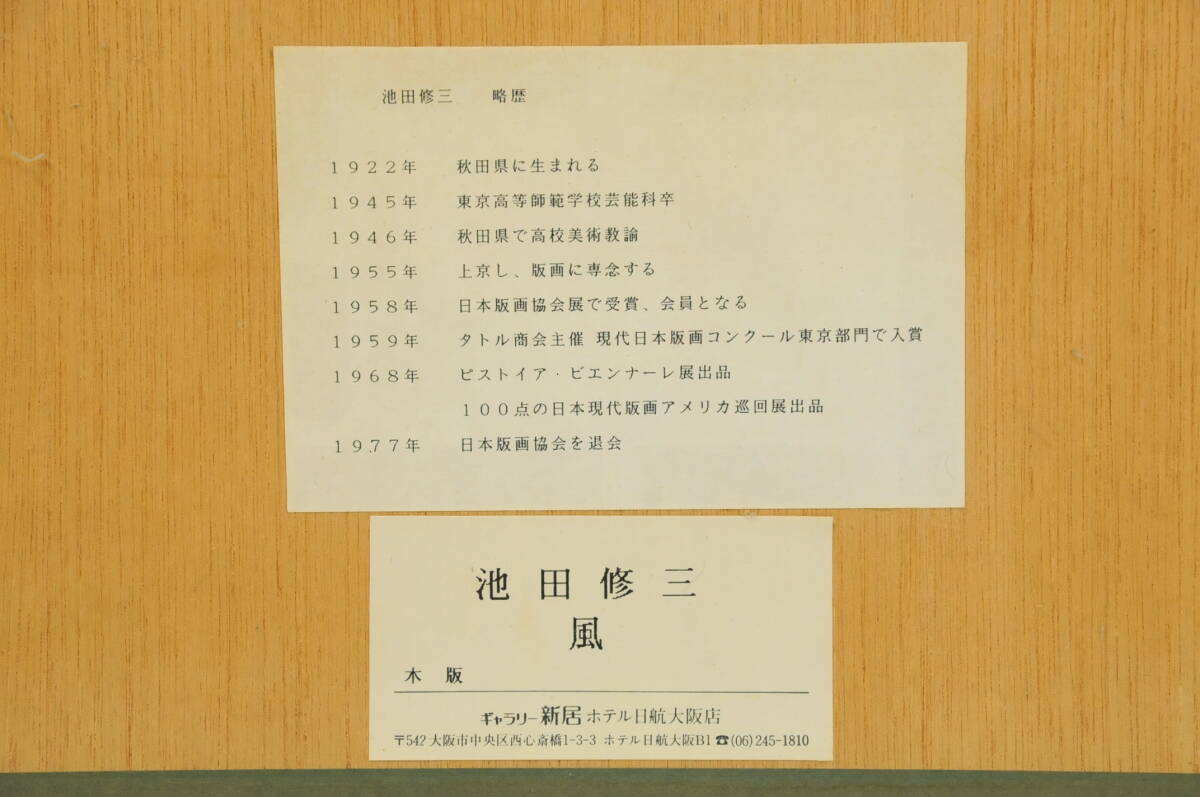 池田修三　略歴
1922年　秋田県に生まれる
1945年　東京高等師範学校芸能科卒
1946年　秋田県で高校美術教諭
1955年　上京し、版画に専念する
1958年　日本版画協会展で受賞、会員となる
1959年　タトル商会主催 現代日本版画コンクール東京部門で入賞
1968年　ピストイア・ビエンナーレ展出品
100点の日本現代版画アメリカ巡回展出品
1977年　日本版画協会を退会
池田修三
風
木版
ギャラリー新居 ホテル日航大阪店
〒542 大阪市中央区西心斎橋1-3-3 ホテル日航大阪B1 ☎(06)245-1810